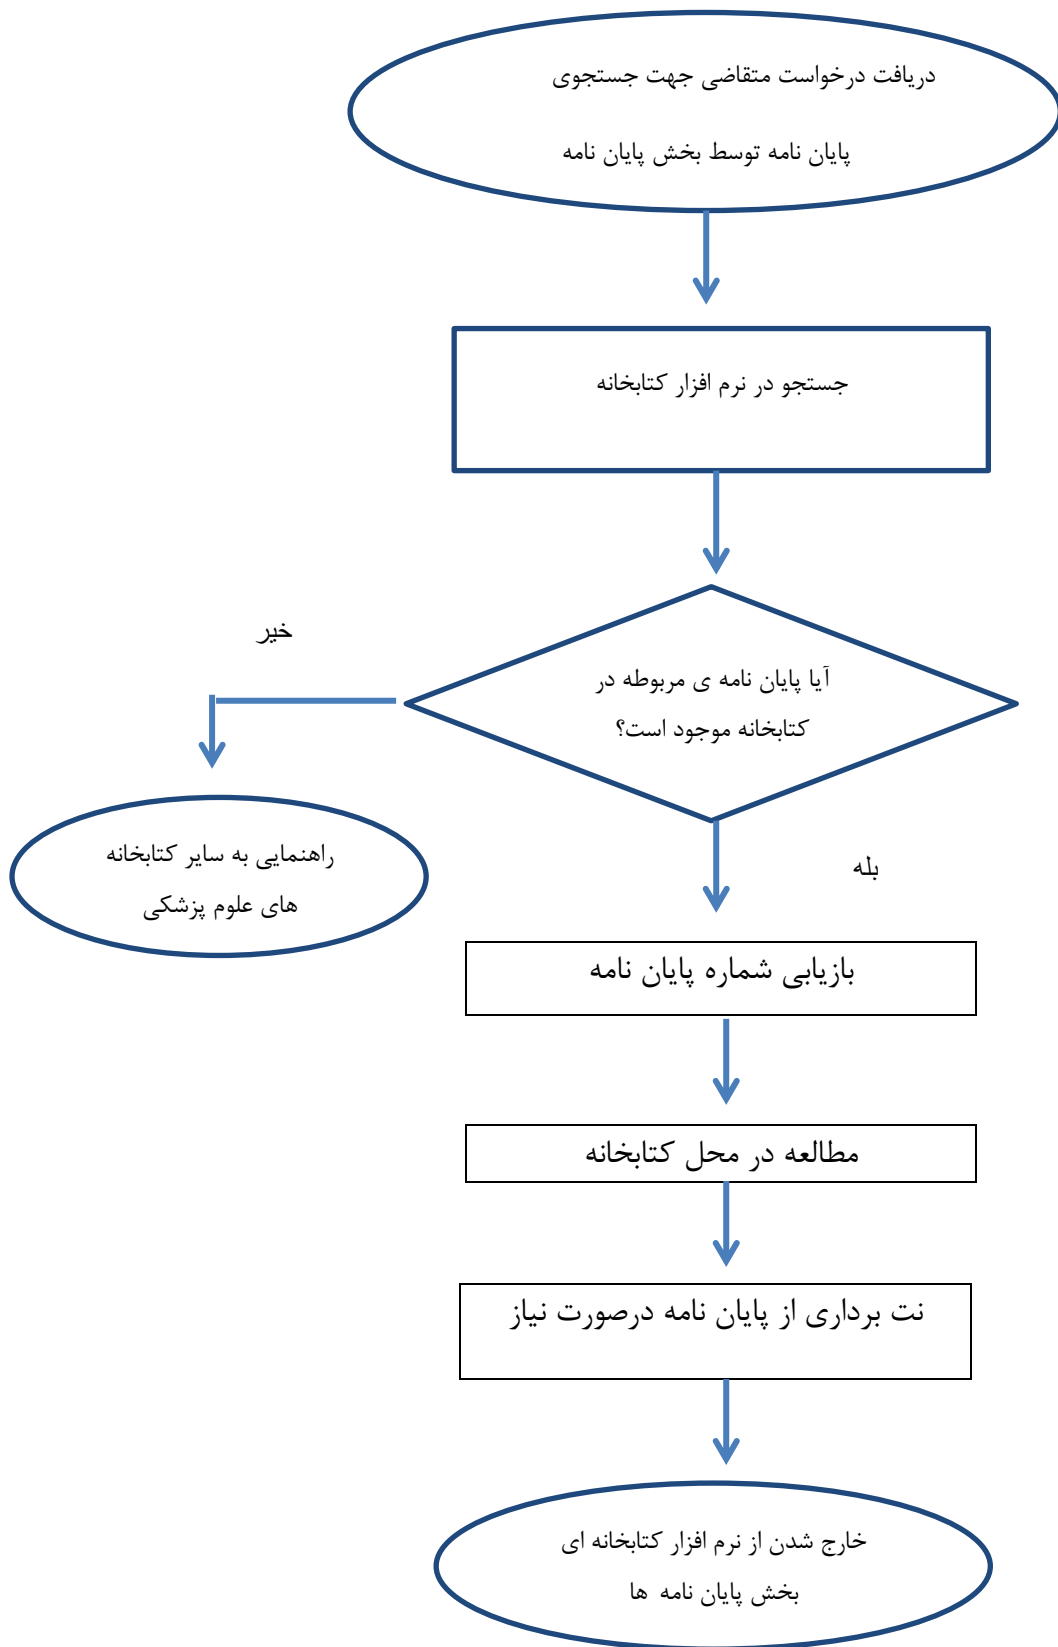 دریافت درخواست متقاضی جهت جستجوی
پایان نامه توسط بخش پایان نامه
جستجو در نرم افزار کتابخانه
خیر
آیا پایان نامه ی مربوطه در
کتابخانه موجود است؟
راهنمایی به سایر کتابخانه
های علوم پزشکی
بله
بازیابی شماره پایان نامه
مطالعه در محل کتابخانه
نت برداری از پایان نامه درصورت نیاز
خارج شدن از نرم افزار کتابخانه ای
بخش پایان نامه ها